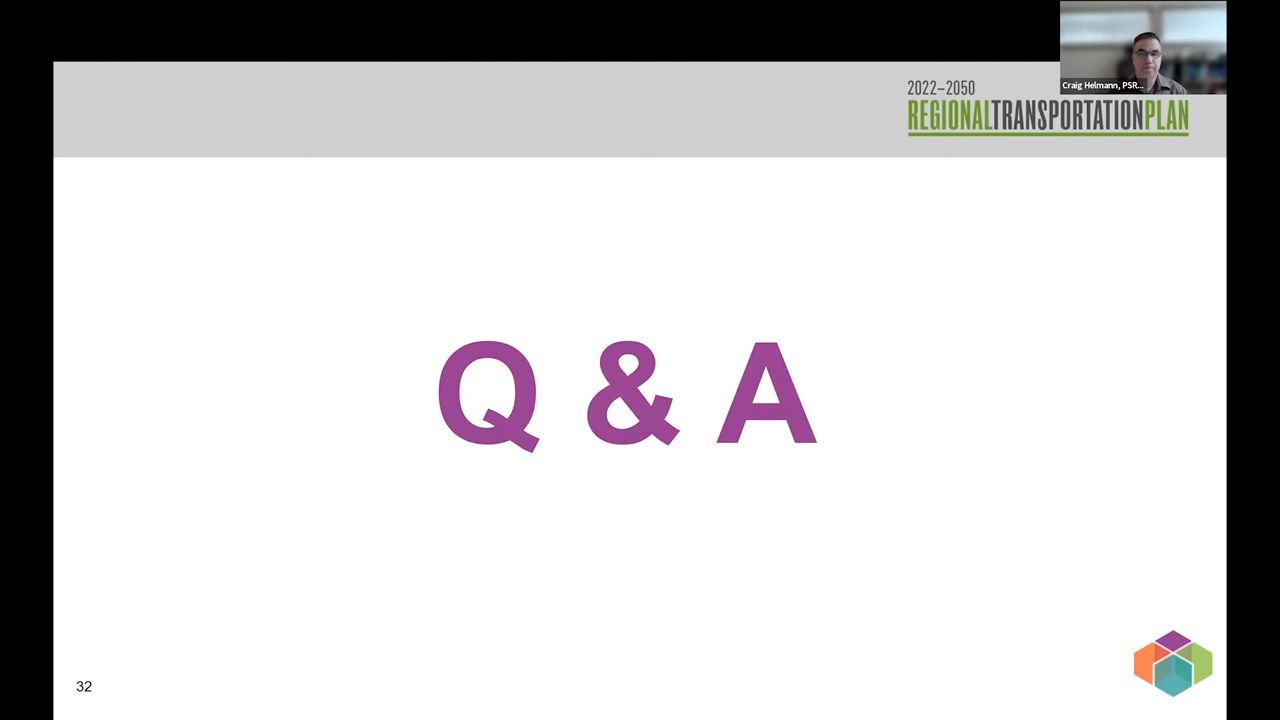 Craig Helmann, PSR...
2022–2050
REGIONALTRANSPORTATIONPLAN
Q & A
32